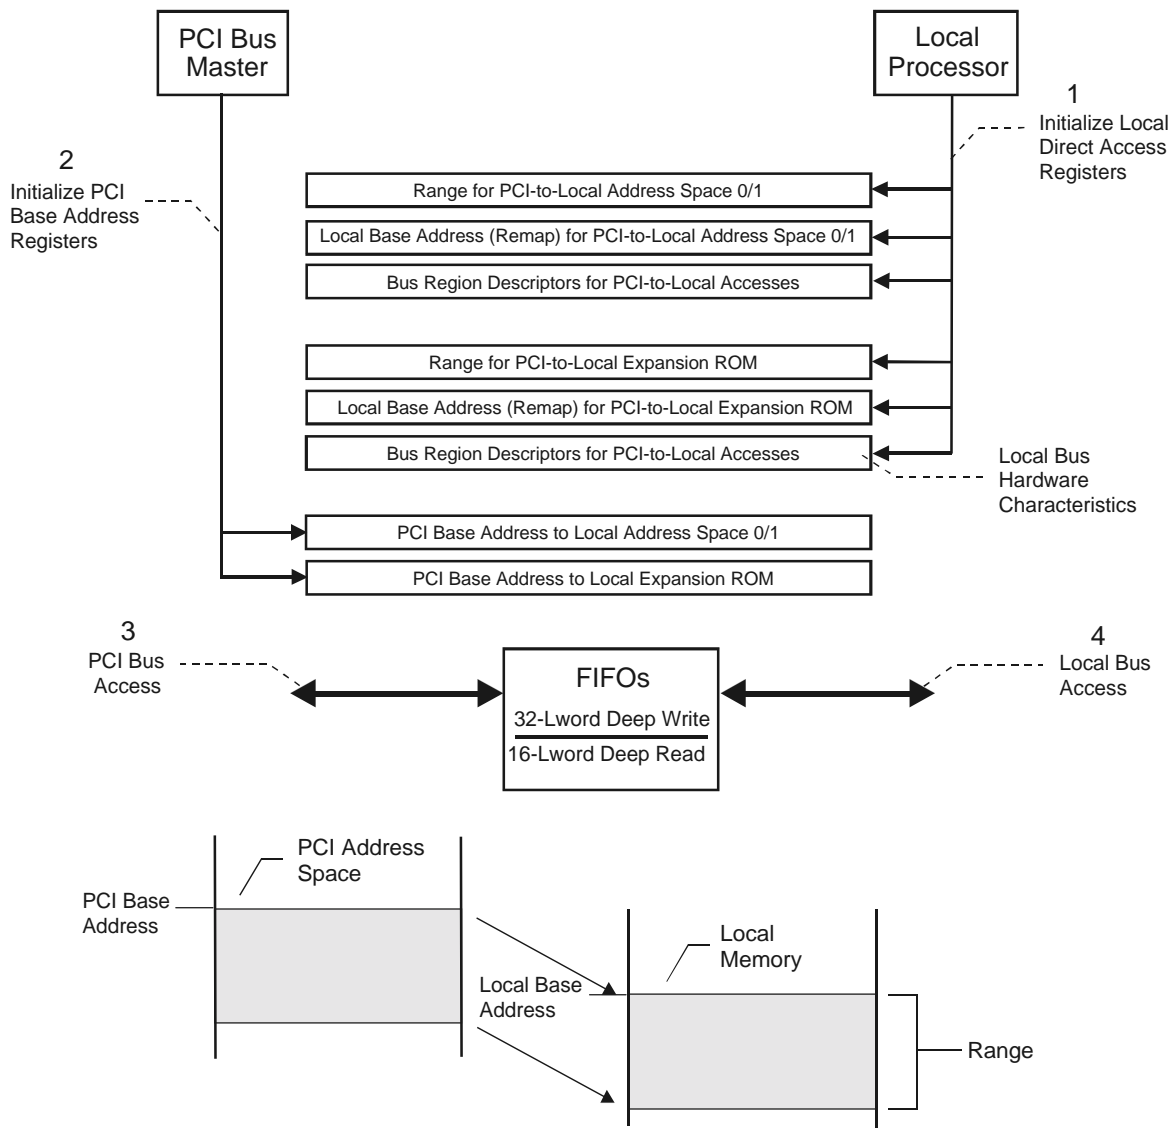 PCI Bus
Master
Local
Processor
1
Initialize Local
Direct Access
Registers
2
Initialize PCI
Base Address
Registers
Range for PCI-to-Local Address Space 0/1
Local Base Address (Remap) for PCI-to-Local Address Space 0/1
Bus Region Descriptors for PCI-to-Local Accesses
Range for PCI-to-Local Expansion ROM
Local Base Address (Remap) for PCI-to-Local Expansion ROM
Bus Region Descriptors for PCI-to-Local Accesses
Local Bus
Hardware
Characteristics
PCI Base Address to Local Address Space 0/1
PCI Base Address to Local Expansion ROM
3
PCI Bus
Access
FIFOs
32-Lword Deep Write
16-Lword Deep Read
4
Local Bus
Access
PCI Address
Space
PCI Base
Address
Local
Memory
Local Base
Address
Range